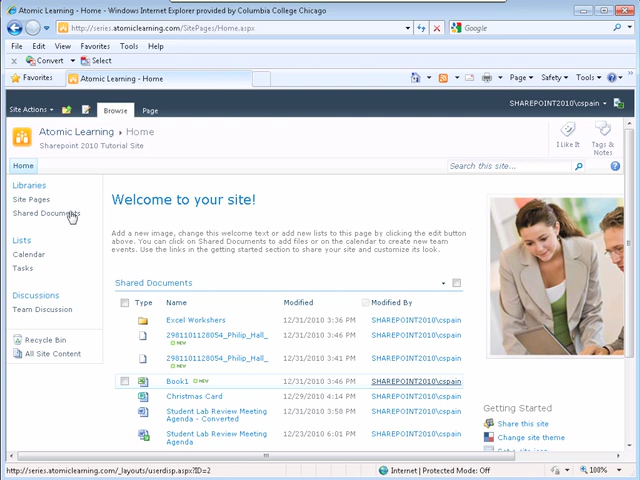 Atomic Learning - Home - Windows Internet Explorer provided by Columbia College Chicago
http://series.atomiclearning.com/SitePages/Home.aspx
Google
File Edit View Favorites Tools Help
Convert Select
Favorites Atomic Learning - Home Page Safety Tools
Site Actions Browse Page SHAREPOINT2010\cspain
Atomic Learning Home
Sharepoint 2010 Tutorial Site
I Like It Tags & Notes
Home Search this site...
Libraries
Site Pages
Shared Documents
Lists
Calendar
Tasks
Discussions
Team Discussion
Recycle Bin
All Site Content
Welcome to your site!
Add a new image, change this welcome text or add new lists to this page by clicking the edit button
above. You can click on Shared Documents to add files or on the calendar to create new team
events. Use the links in the getting started section to share your site and customize its look.
Shared Documents
Type Name Modified Modified By
Excel Workshers 12/31/2010 3:36 PM SHAREPOINT2010\cspain
2981101128054_Philip_Hall_ 12/31/2010 3:46 PM SHAREPOINT2010\cspain
NEW
2981101128054_Philip_Hall_ 12/31/2010 3:41 PM SHAREPOINT2010\cspain
NEW
Book1 NEW 12/31/2010 3:46 PM SHAREPOINT2010\cspain
Christmas Card 12/29/2010 4:14 PM SHAREPOINT2010\cspain
Student Lab Review Meeting 12/31/2010 3:58 PM SHAREPOINT2010\cspain
Agenda - Converted
Student Lab Review Meeting 12/23/2010 6:01 PM SHAREPOINT2010\cspain
Agenda
Getting Started
Share this site
Change site theme
http://series.atomiclearning.com/_layouts/userdisp.aspx?ID=2
Internet | Protected Mode: Off
100%